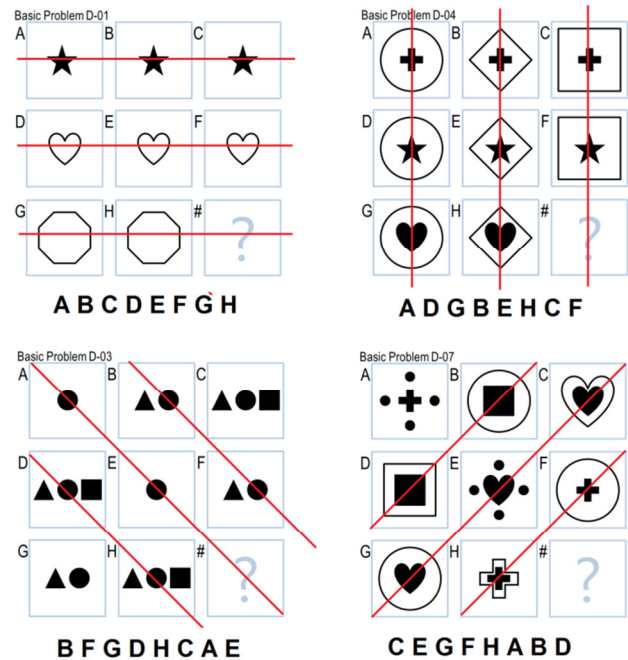 Basic Problem D-01
A B C
D E F
G H # ?
A B C D E F G H
Basic Problem D-04
A B C
D E F
G H # ?
A D G B E H C F
Basic Problem D-03
A B C
D E F
G H # ?
B F G D H C A E
Basic Problem D-07
A B C
D E F
G H # ?
C E G F H A B D